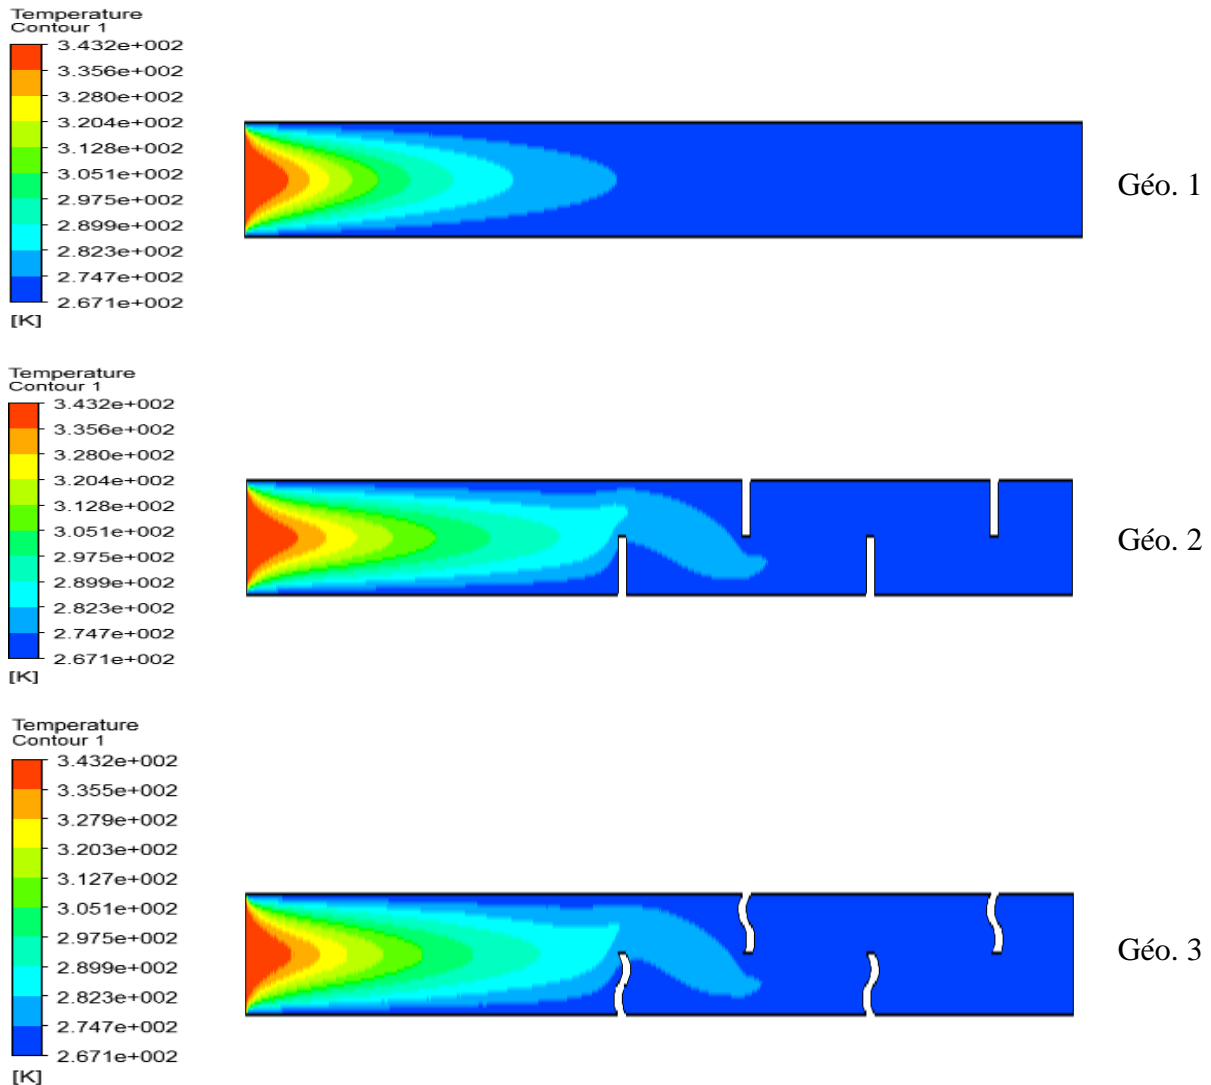 Temperature
Contour 1
3.432e+002
3.356e+002
3.280e+002
3.204e+002
3.128e+002
3.051e+002
2.975e+002
2.899e+002
2.823e+002
2.747e+002
2.671e+002
[K]
Géo. 1
Temperature
Contour 1
3.432e+002
3.356e+002
3.280e+002
3.204e+002
3.128e+002
3.051e+002
2.975e+002
2.899e+002
2.823e+002
2.747e+002
2.671e+002
[K]
Géo. 2
Temperature
Contour 1
3.432e+002
3.355e+002
3.279e+002
3.203e+002
3.127e+002
3.051e+002
2.975e+002
2.899e+002
2.823e+002
2.747e+002
2.671e+002
[K]
Géo. 3